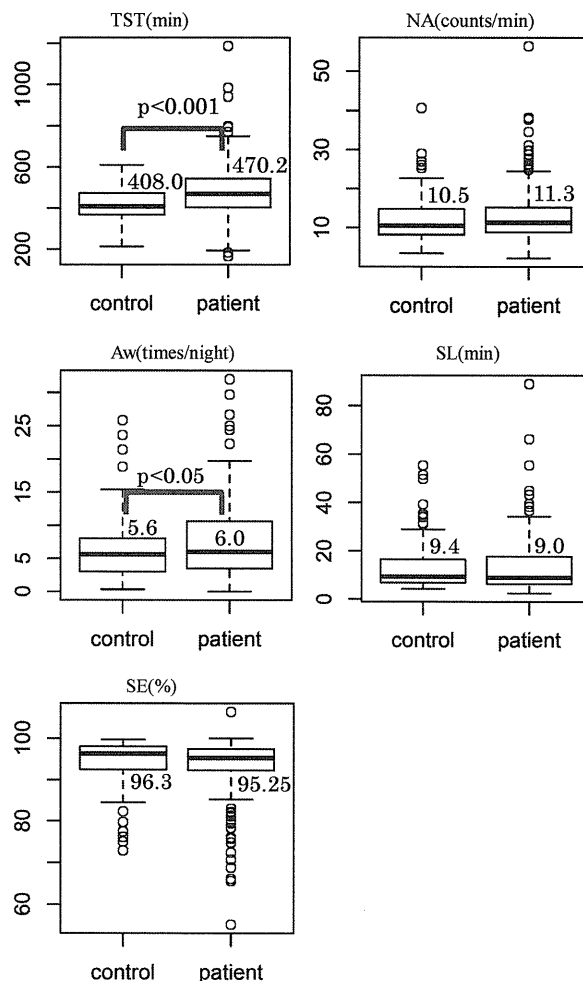 TST(min)
1000
600
200
p<0.001
408.0
470.2
control
patient
NA(counts/min)
50
30
10
10.5
11.3
control
patient
Aw(times/night)
25
15
5
0
p<0.05
5.6
6.0
control
patient
SL(min)
80
60
40
20
0
9.4
9.0
control
patient
SE(%)
100
80
60
96.3
95.25
control
patient